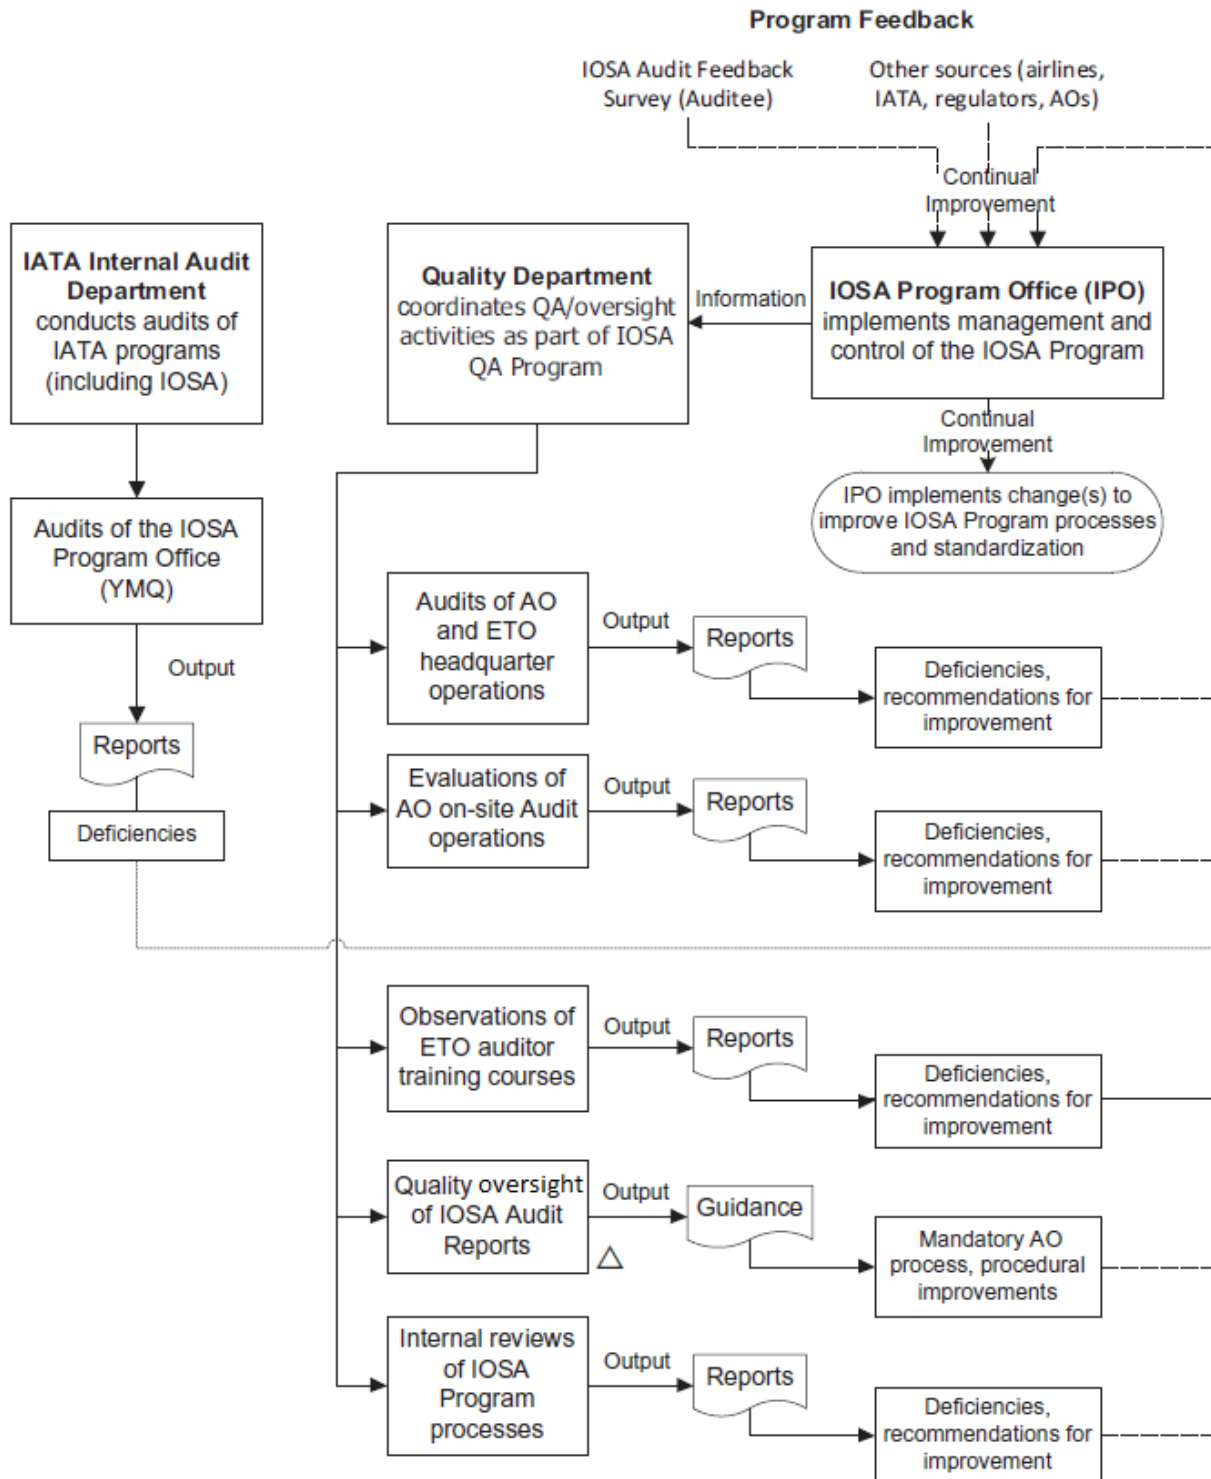 Program Feedback
IOSA Audit Feedback
Survey (Auditee)
Other sources (airlines,
IATA, regulators, AOs)
Continual
Improvement
IATA Internal Audit
Department
conducts audits of
IATA programs
(including IOSA)
Quality Department
coordinates QA/oversight
activities as part of IOSA
QA Program
Information
IOSA Program Office (IPO)
implements management and
control of the IOSA Program
Continual
Improvement
IPO implements change(s) to
improve IOSA Program processes
and standardization
Audits of the IOSA
Program Office
(YMQ)
Output
Reports
Deficiencies
Audits of AO
and ETO
headquarter
operations
Output
Reports
Deficiencies,
recommendations for
improvement
Evaluations of
AO on-site Audit
operations
Output
Reports
Deficiencies,
recommendations for
improvement
Observations of
ETO auditor
training courses
Output
Reports
Deficiencies,
recommendations for
improvement
Quality oversight
of IOSA Audit
Reports
Output
Guidance
Mandatory AO
process, procedural
improvements
Internal reviews
of IOSA
Program
processes
Output
Reports
Deficiencies,
recommendations for
improvement